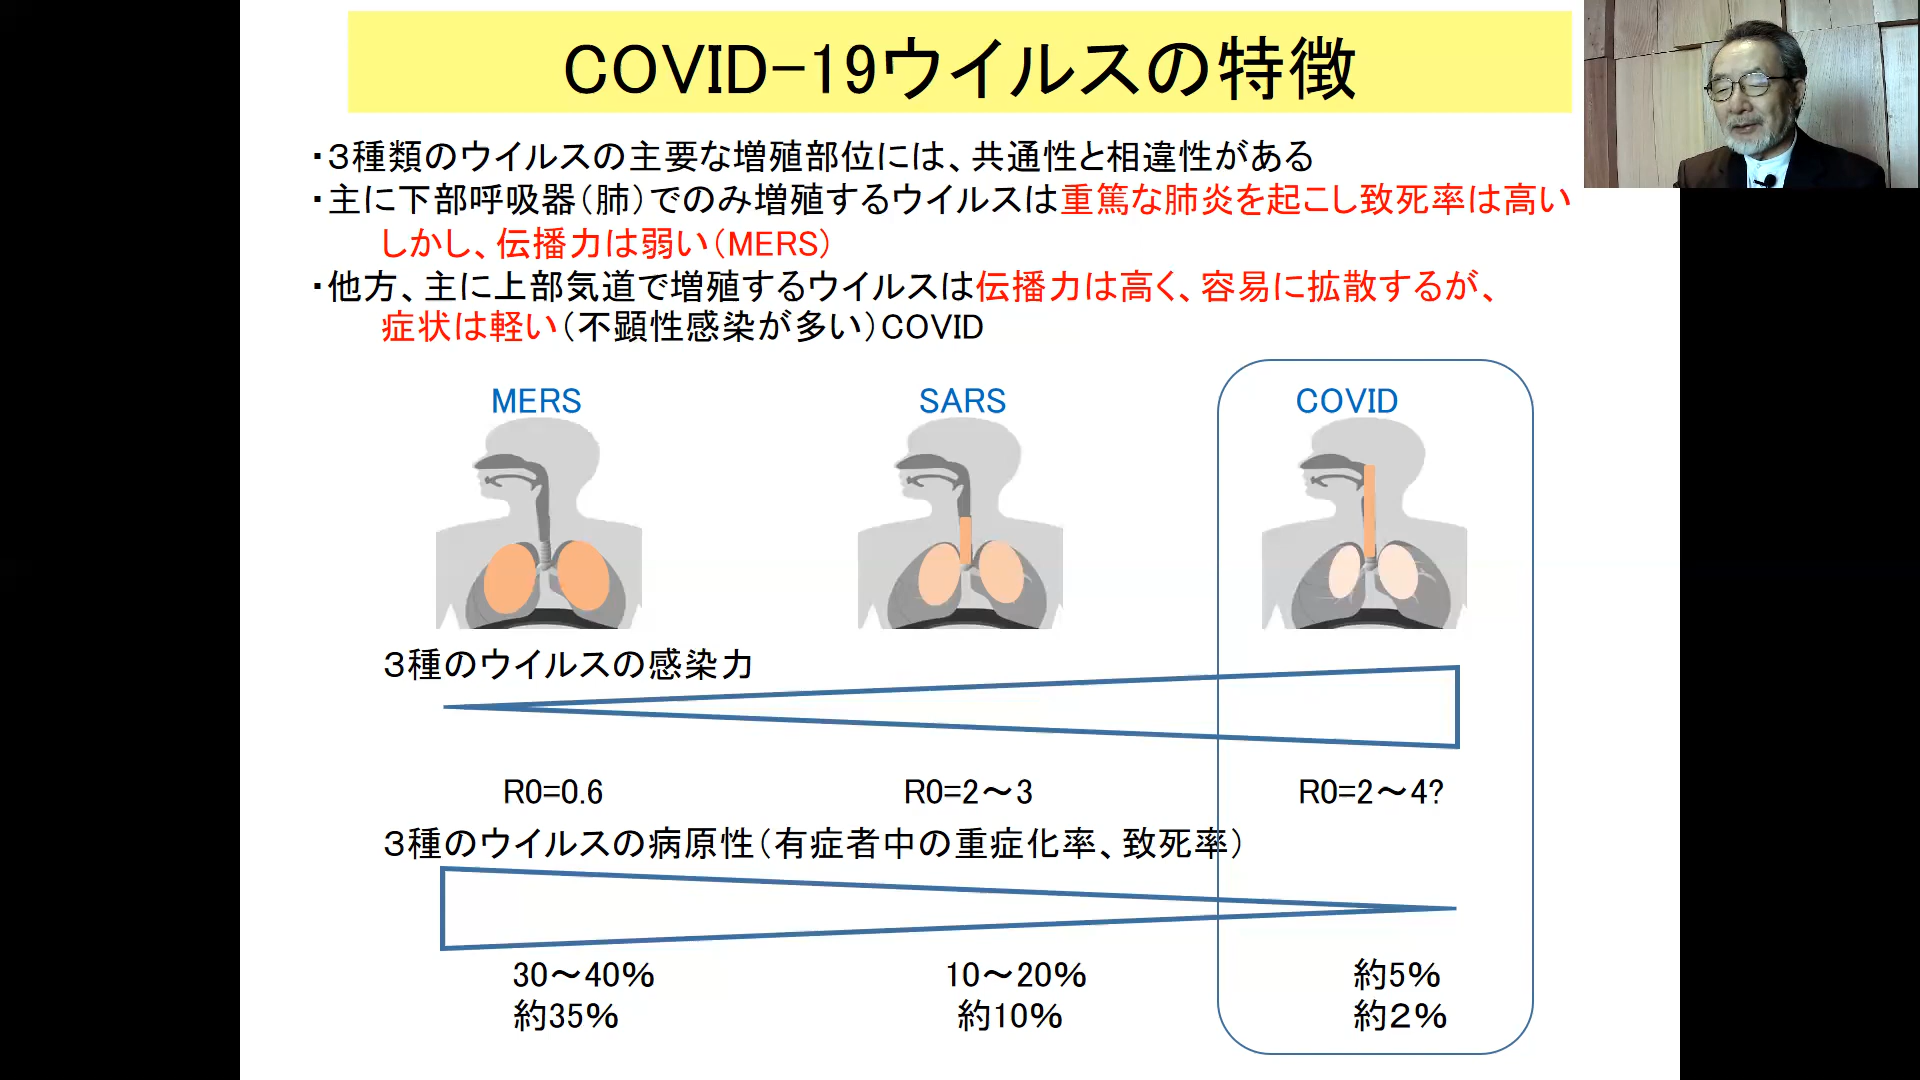 COVID-19ウイルスの特徴
・3種類のウイルスの主要な増殖部位には、共通性と相違性がある
・主に下部呼吸器（肺）でのみ増殖するウイルスは重篤な肺炎を起こし致死率は高い
しかし、伝播力は弱い（MERS）
・他方、主に上部気道で増殖するウイルスは伝播力は高く、容易に拡散するが、
症状は軽い（不顕性感染が多い）COVID
MERS
SARS
COVID
3種のウイルスの感染力
R0=0.6
R0=2～3
R0=2～4?
3種のウイルスの病原性（有症者中の重症化率、致死率）
30～40%
10～20%
約5%
約35%
約10%
約2%